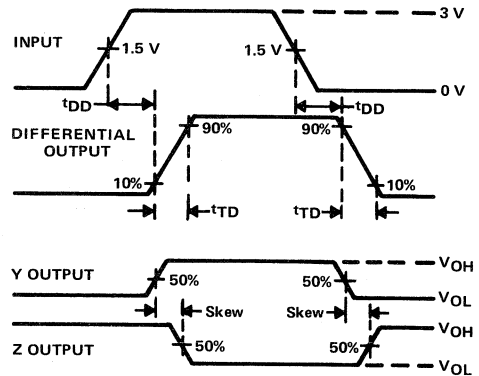 3 V
INPUT
1.5 V
1.5 V
0 V
tDD
tDD
DIFFERENTIAL
OUTPUT
90%
90%
10%
10%
tTD
tTD
Y OUTPUT
50%
50%
VOH
VOL
Skew
Skew
VOH
Z OUTPUT
50%
50%
VOL